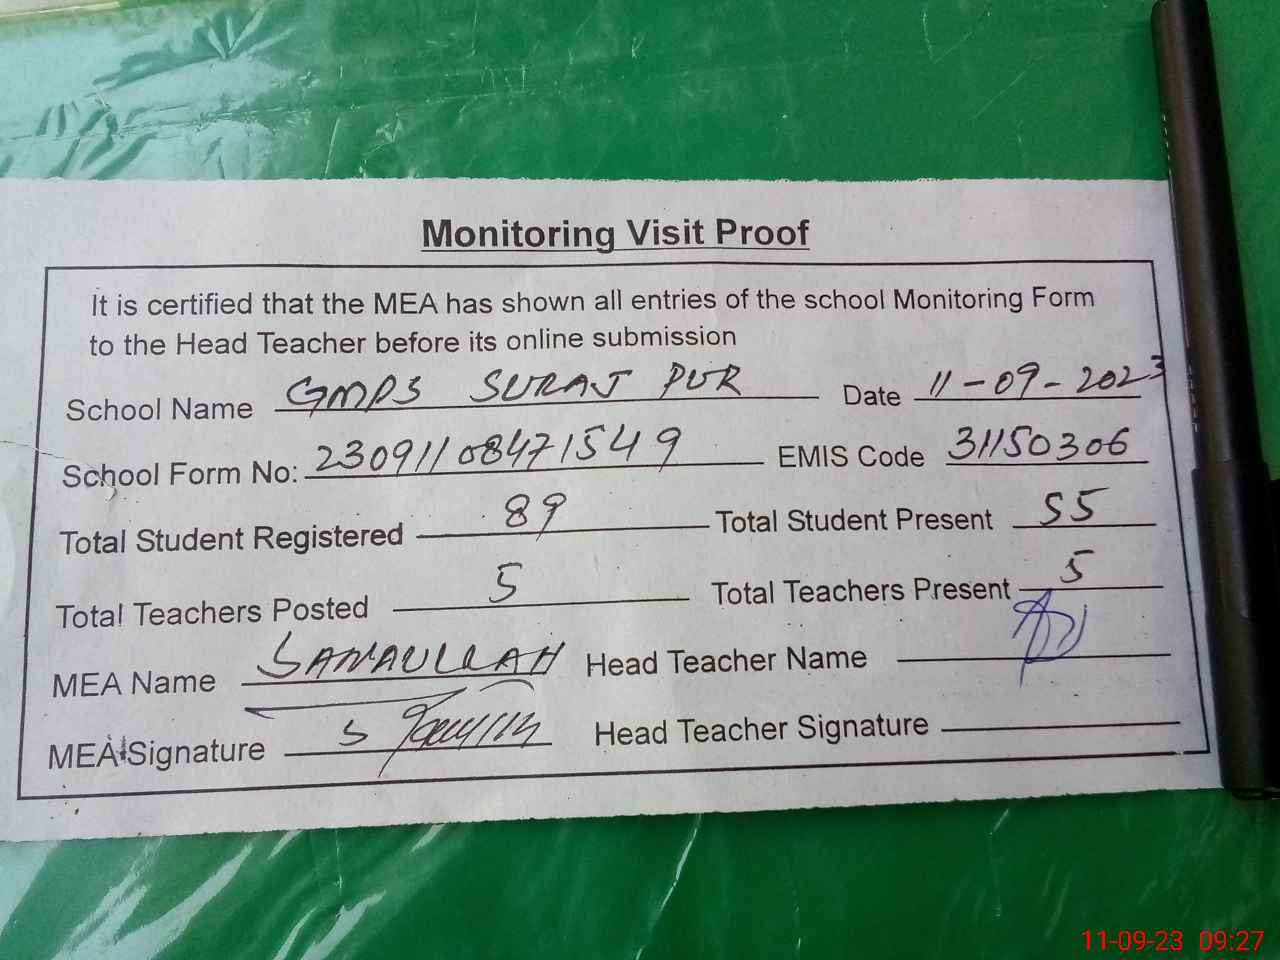 Monitoring Visit Proof
It is certified that the MEA has shown all entries of the school Monitoring Form
to the Head Teacher before its online submission
School Name GMPS SURAJ PUR Date 11-09-2023
School Form No: 23091108471549 EMIS Code 31150306
Total Student Registered 89 Total Student Present 55
Total Teachers Posted 5 Total Teachers Present 5
MEA Name SANAULLAH Head Teacher Name
MEA Signature Head Teacher Signature
11-09-23 09:27